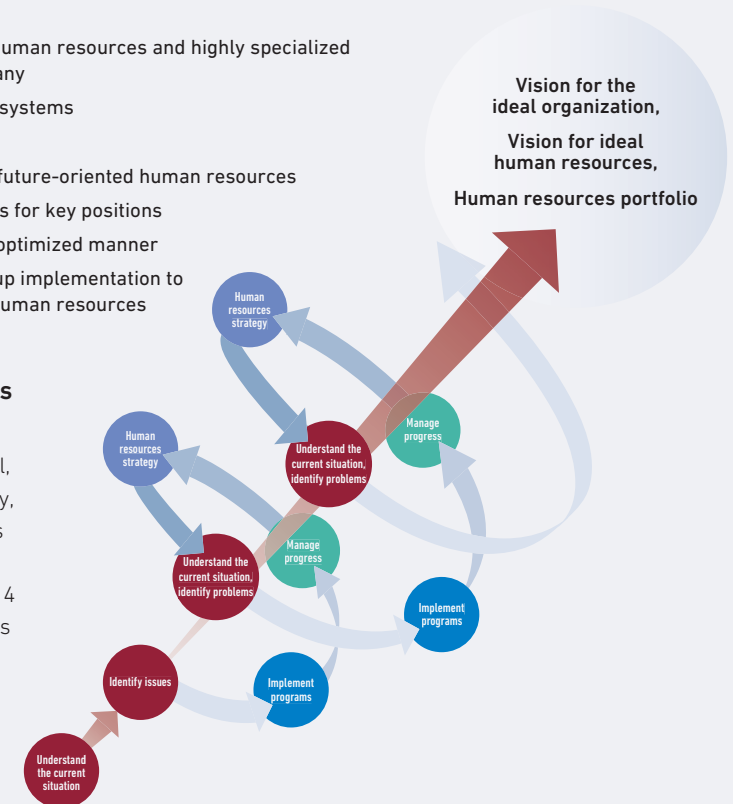 uman resources and highly specialized
any
systems
future-oriented human resources
s for key positions
optimized manner
up implementation to
uman resources
s
l,
y,
s
4
s
Vision for the
ideal organization,
Vision for ideal
human resources,
Human resources portfolio
Human
resources
strategy
Manage
progress
Understand the
current situation,
identify problems
Human
resources
strategy
Manage
progress
Understand the
current situation,
identify problems
Implement
programs
Identify issues
Implement
programs
Understand
the current
situation